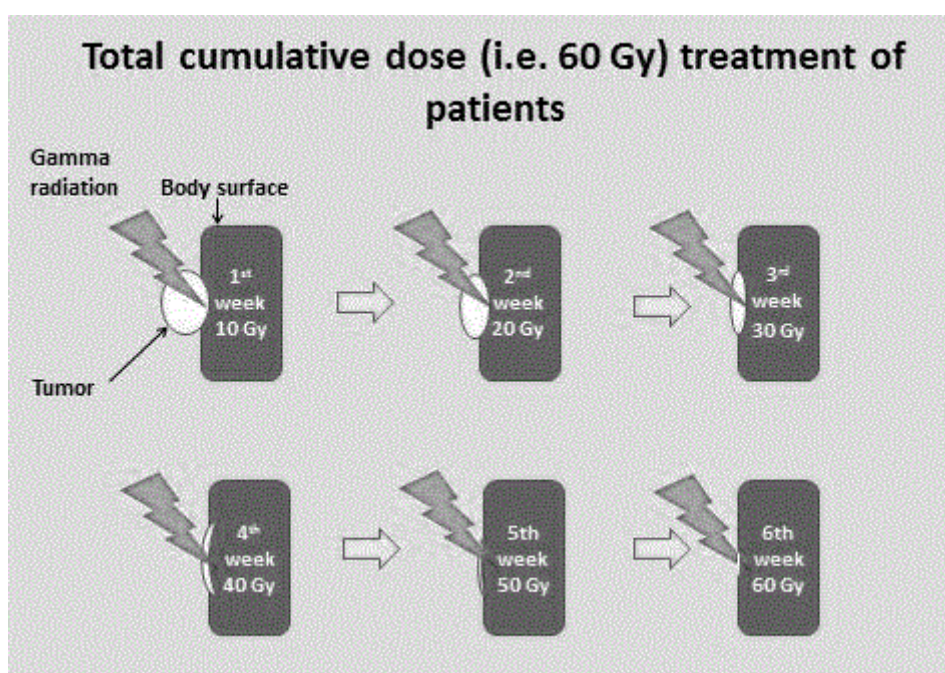 Total cumulative dose (i.e. 60 Gy) treatment of
patients
Gamma
radiation
Body surface
1st
week
10 Gy
2nd
week
20 Gy
3rd
week
30 Gy
Tumor
4th
week
40 Gy
5th
week
50 Gy
6th
week
60 Gy